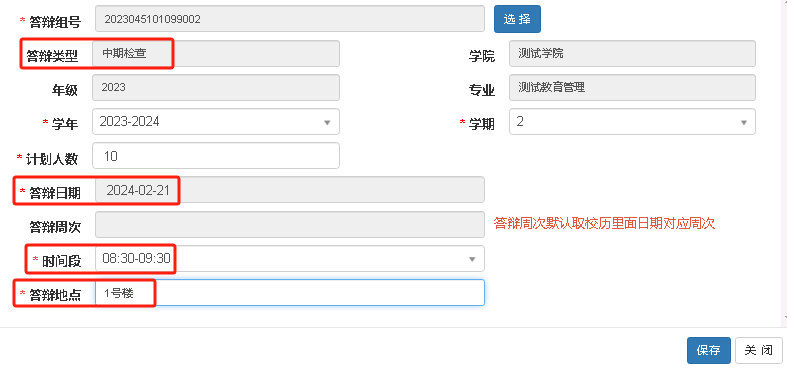 * 答辩组号 2023045101099002 选 择
答辩类型 中期检查 学院 测试学院
年级 2023 专业 测试教育管理
* 学年 2023-2024 * 学期 2
* 计划人数 10
* 答辩日期 2024-02-21
答辩周次 答辩周次默认取校历里面日期对应周次
* 时间段 08:30-09:30
* 答辩地点 1号楼
保存 关 闭